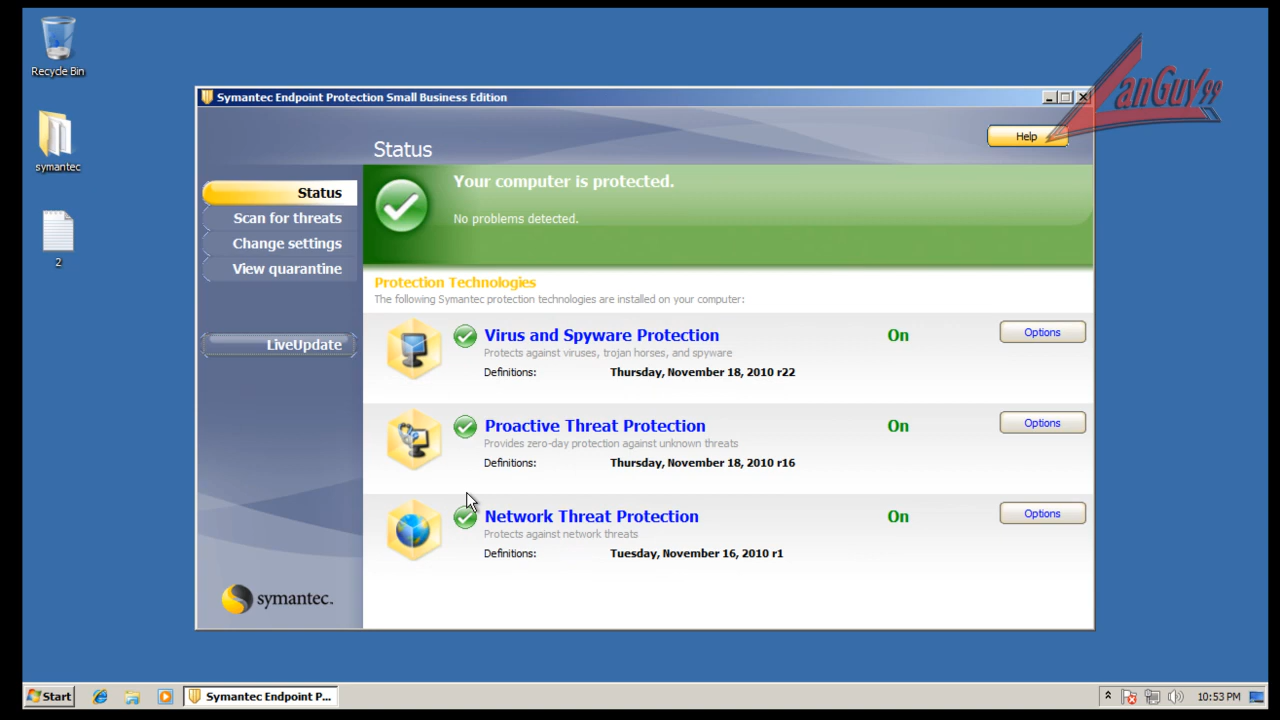 Recycle Bin
symantec
2
LanGuy99
Symantec Endpoint Protection Small Business Edition
Help
Status
Status
Scan for threats
Change settings
View quarantine
LiveUpdate
symantec.
Your computer is protected.
No problems detected.
Protection Technologies
The following Symantec protection technologies are installed on your computer:
Virus and Spyware Protection On Options
Protects against viruses, trojan horses, and spyware
Definitions: Thursday, November 18, 2010 r22
Proactive Threat Protection On Options
Provides zero-day protection against unknown threats
Definitions: Thursday, November 18, 2010 r16
Network Threat Protection On Options
Protects against network threats
Definitions: Tuesday, November 16, 2010 r1
Start
Symantec Endpoint P...
10:53 PM